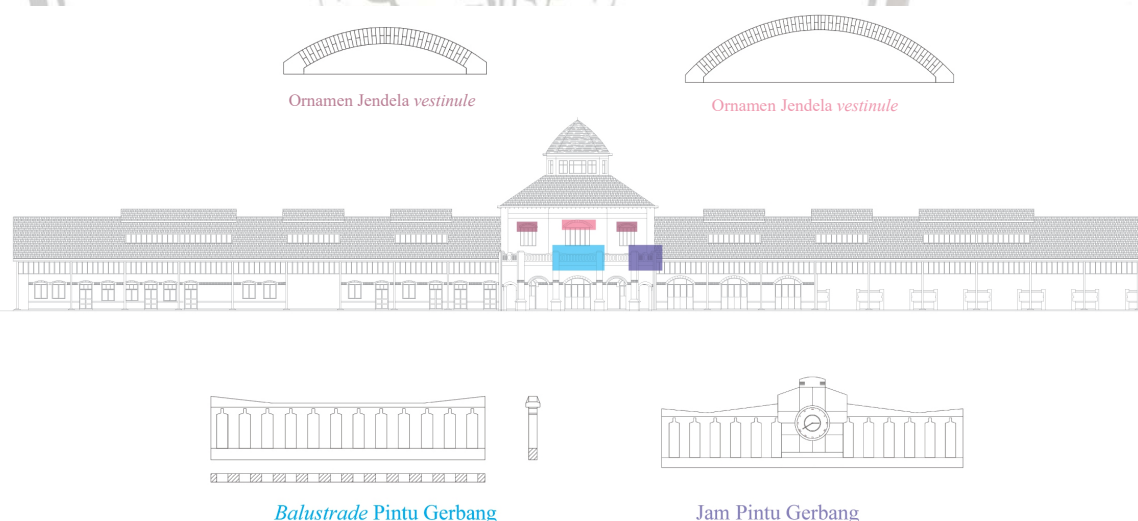 Ornamen Jendela vestinule
Ornamen Jendela vestinule
Balustrade Pintu Gerbang
Jam Pintu Gerbang